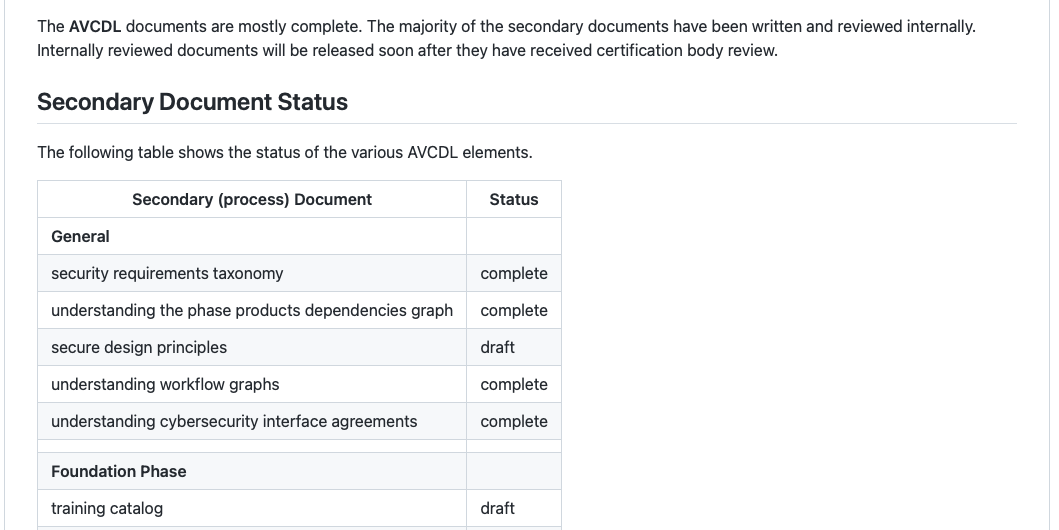 The AVCDL documents are mostly complete. The majority of the secondary documents have been written and reviewed internally.
Internally reviewed documents will be released soon after they have received certification body review.
Secondary Document Status
The following table shows the status of the various AVCDL elements.
Secondary (process) Document Status
General
security requirements taxonomy complete
understanding the phase products dependencies graph complete
secure design principles draft
understanding workflow graphs complete
understanding cybersecurity interface agreements complete
Foundation Phase
training catalog draft